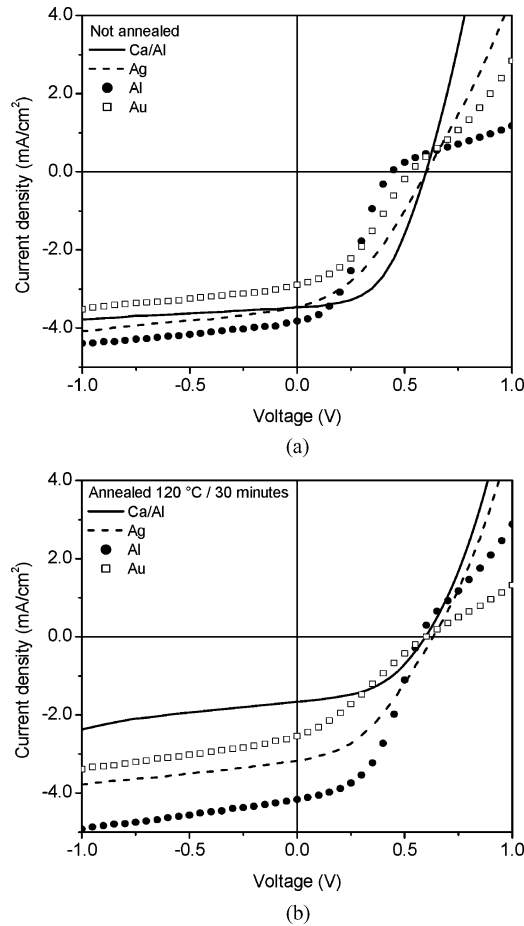 4.0
Not annealed
Ca/Al
Ag
Al
Au
2.0
0.0
-2.0
-4.0
Current density (mA/cm²)
-1.0 -0.5 0.0 0.5 1.0
Voltage (V)
(a)
4.0
Annealed 120 °C / 30 minutes
Ca/Al
Ag
Al
Au
2.0
0.0
-2.0
-4.0
Current density (mA/cm²)
-1.0 -0.5 0.0 0.5 1.0
Voltage (V)
(b)